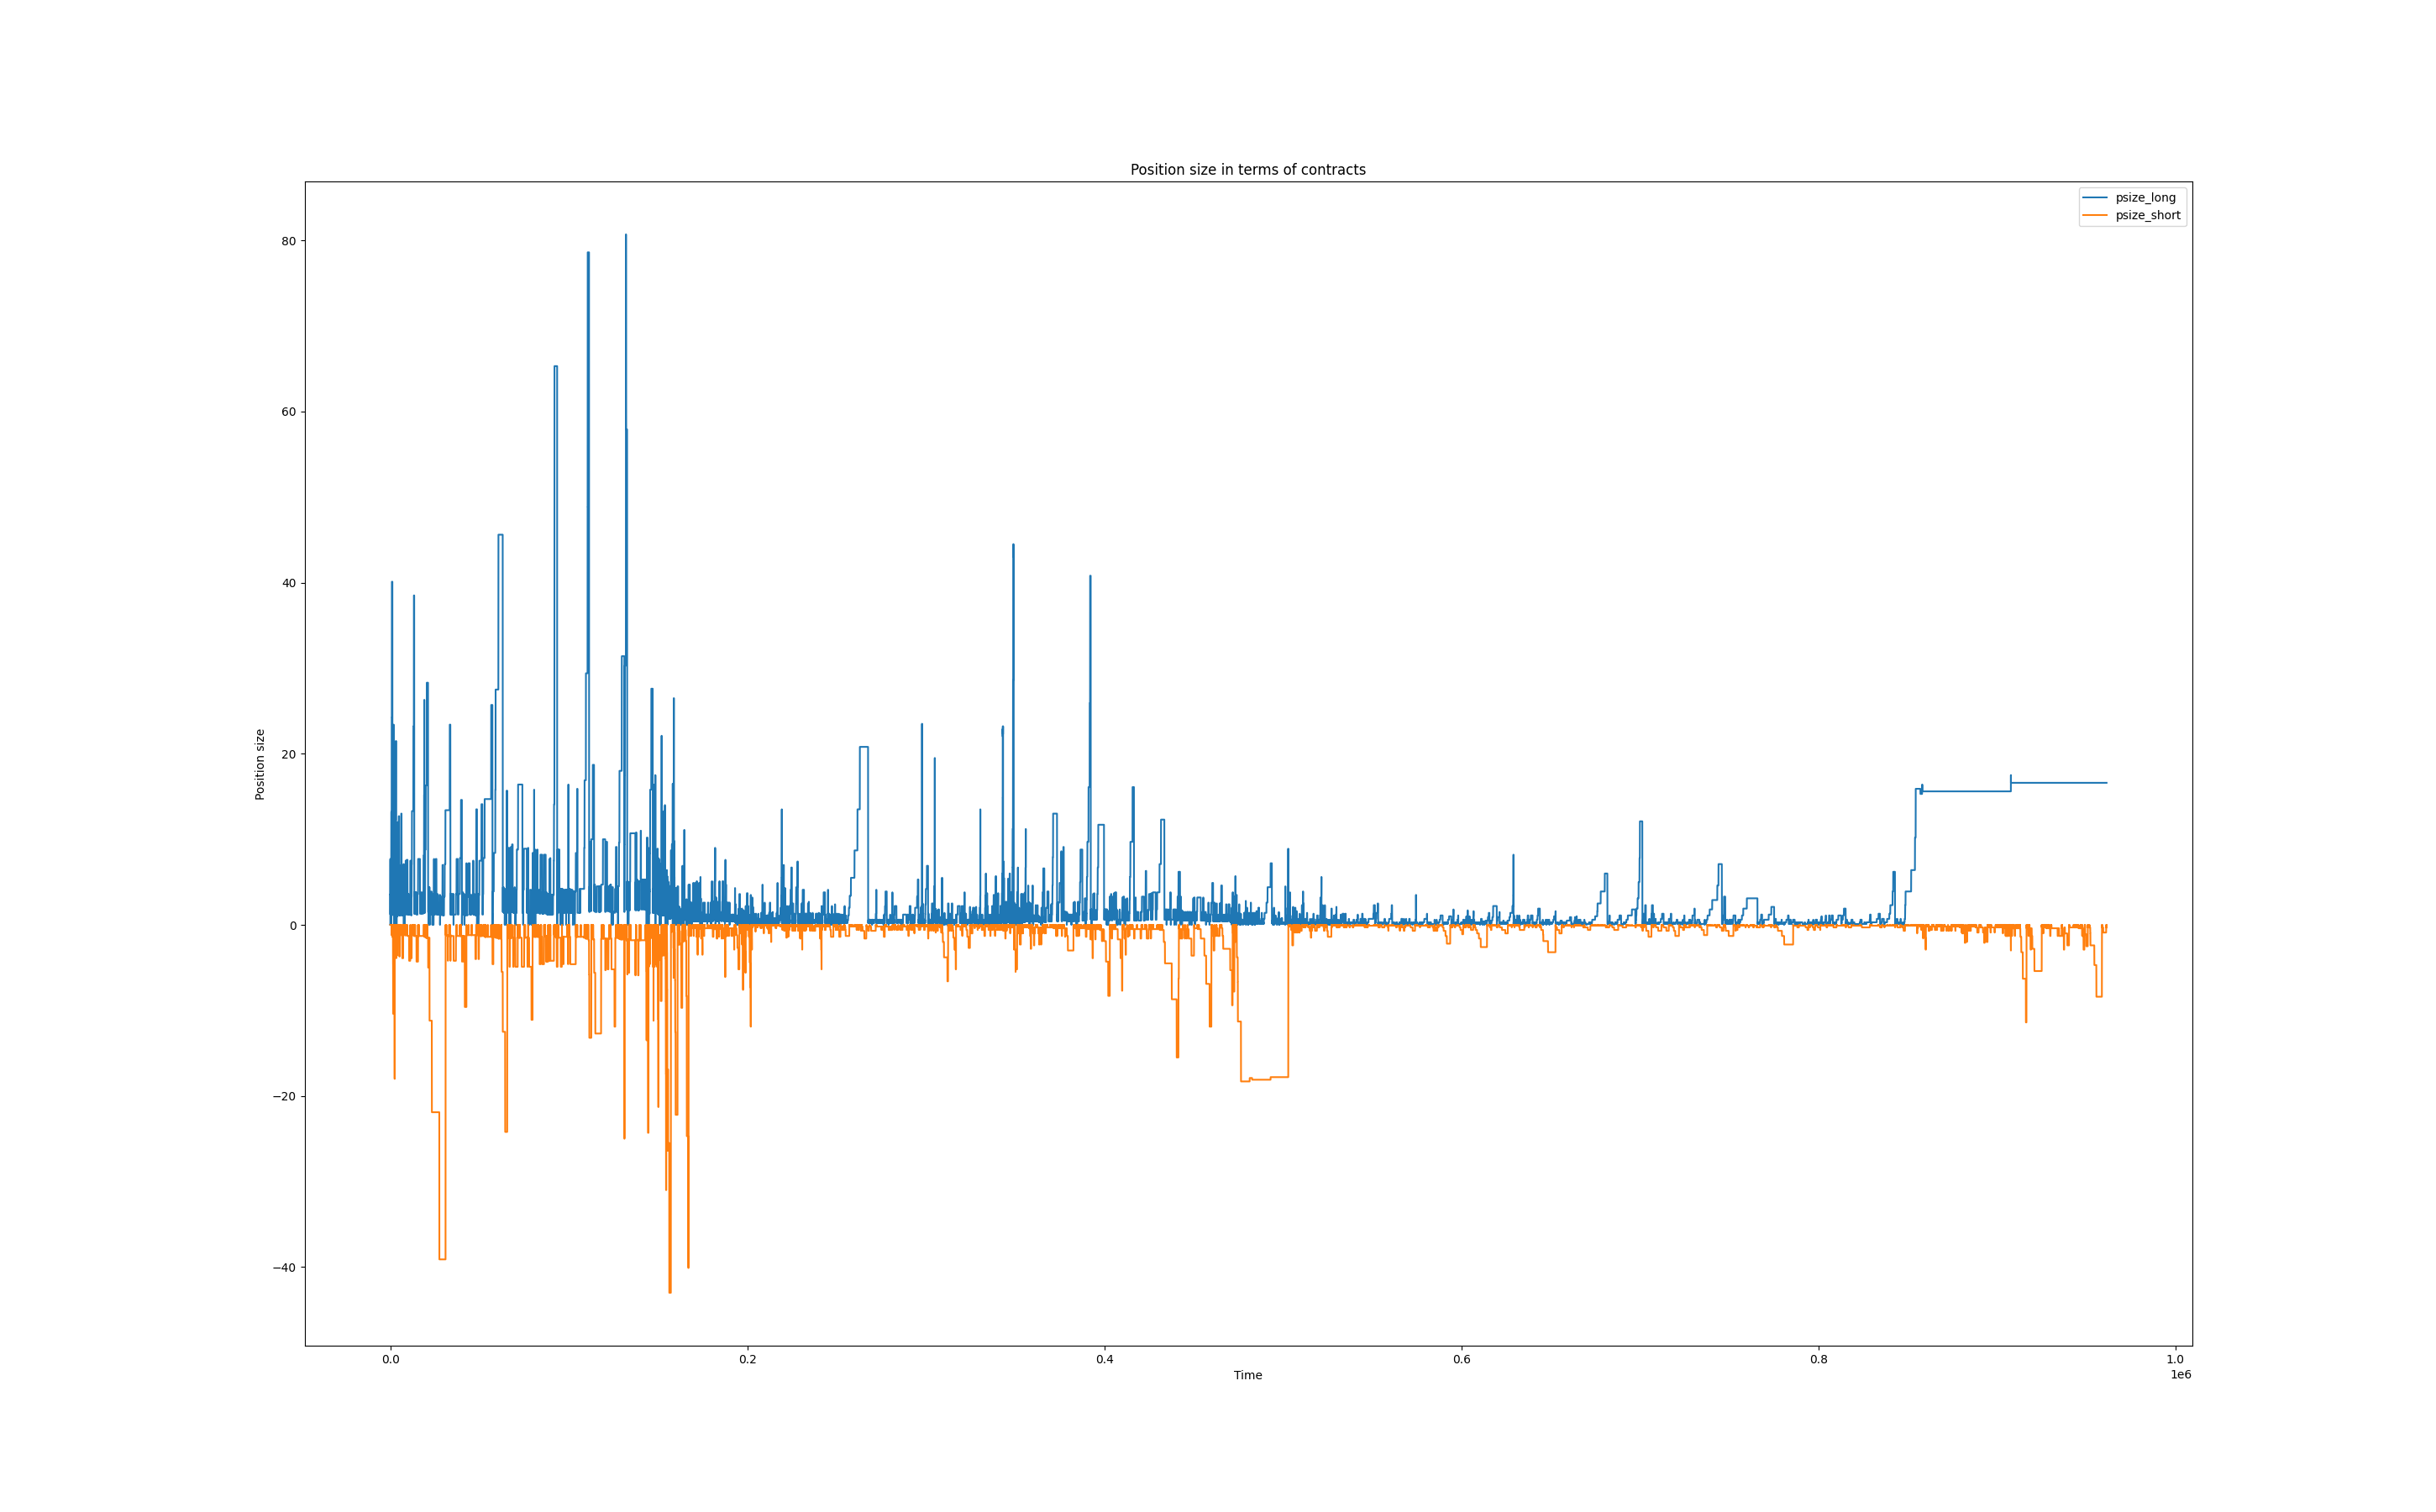 Position size in terms of contracts
psize_long
psize_short
Position size
80
60
40
20
0
−20
−40
0.0
0.2
0.4
0.6
0.8
1.0
1e6
Time